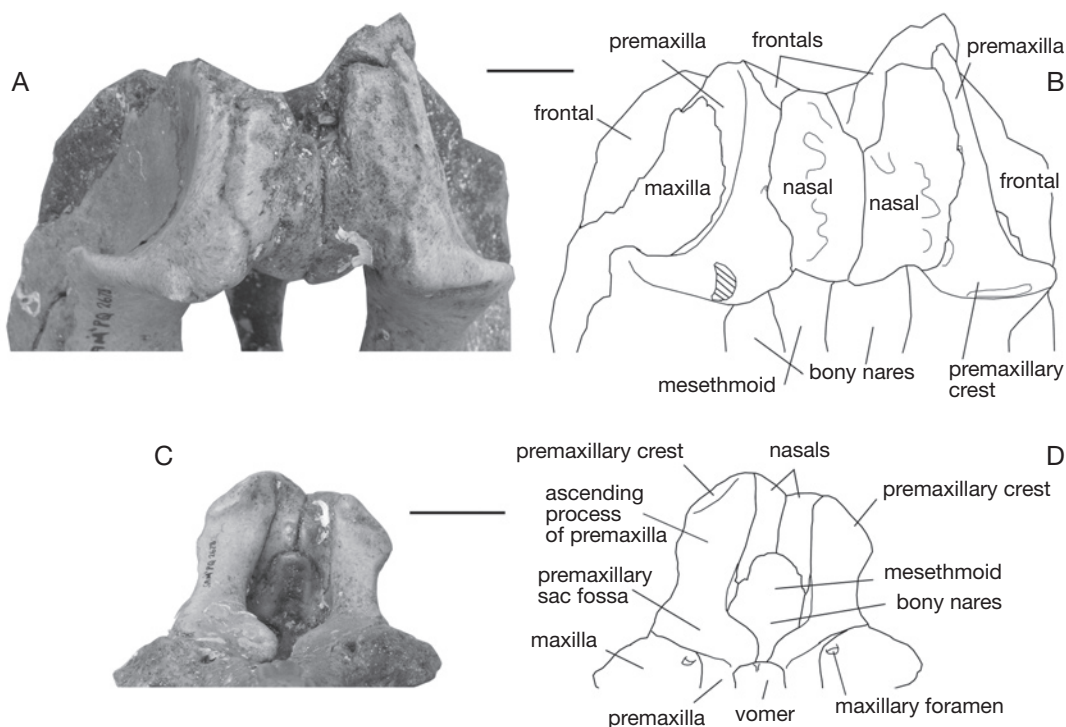 A
B
premaxilla
frontals
premaxilla
frontal
maxilla
nasal
nasal
frontal
mesethmoid
bony nares
premaxillary
crest
C
D
premaxillary crest
nasals
premaxillary crest
ascending
process
of premaxilla
premaxillary
sac fossa
mesethmoid
bony nares
maxilla
premaxilla
vomer
maxillary foramen